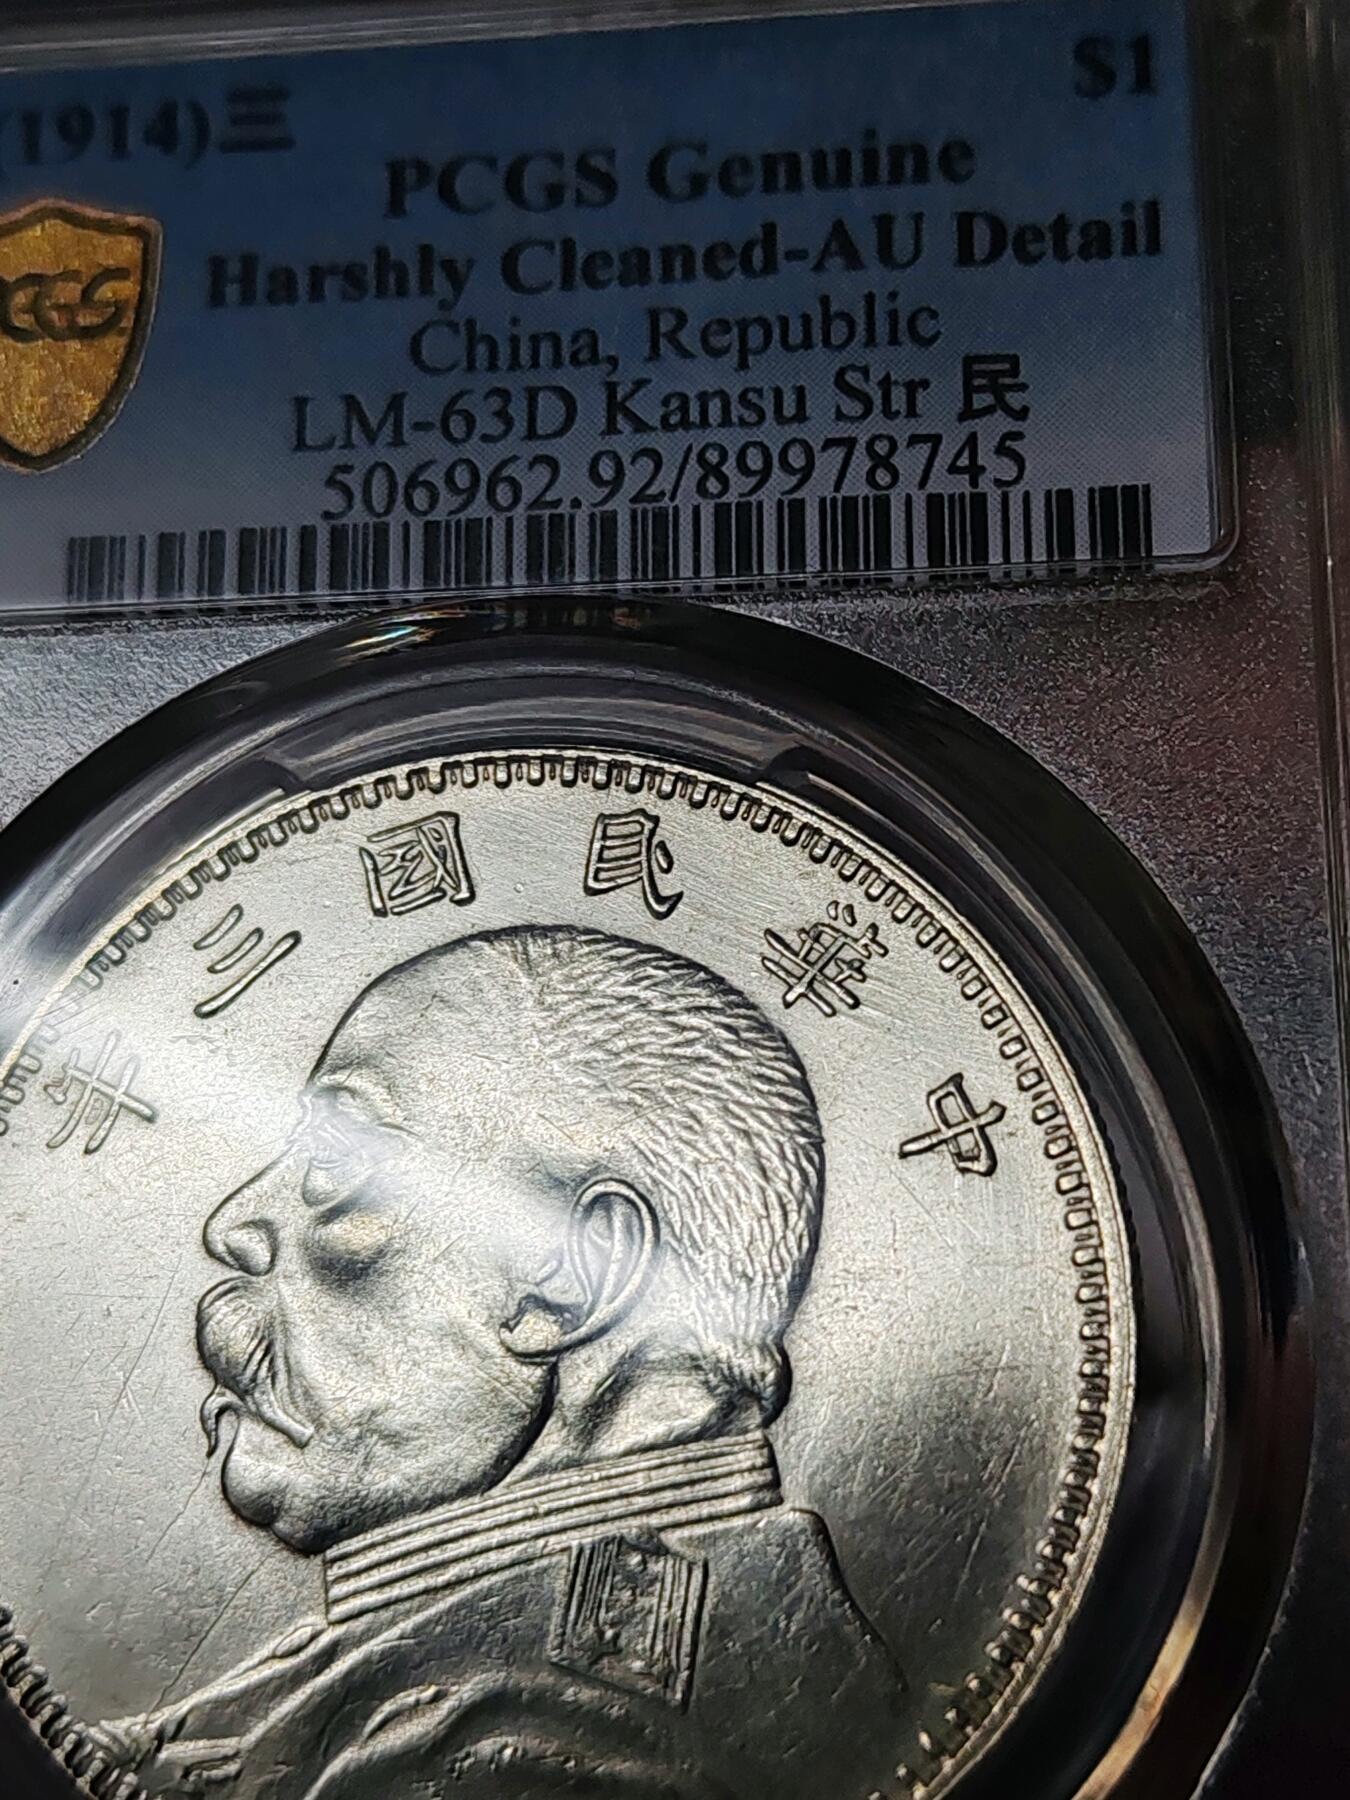 (1914)三 $1
PCGS Genuine
Harshly Cleaned-AU Detail
China, Republic
LM-63D Kansu Str 民
506962.92/89978745
CGS
年三國民華中